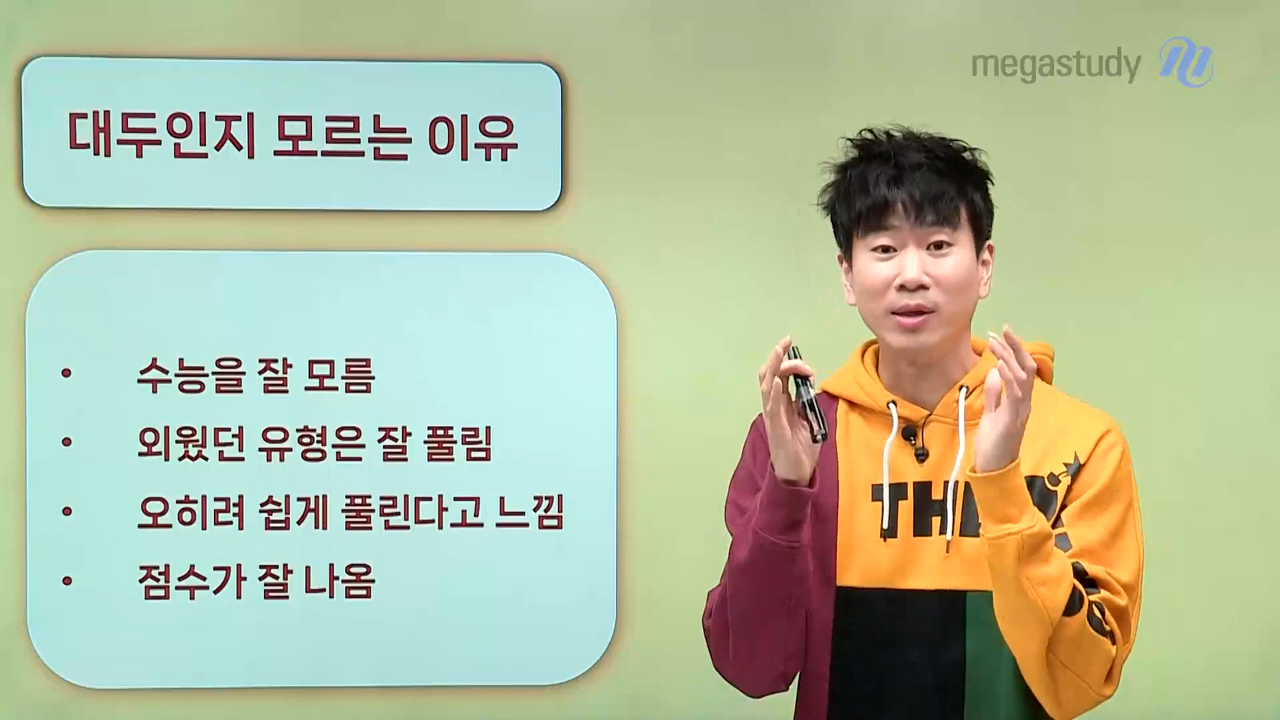 megastudy
대두인지 모르는 이유
• 수능을 잘 모름
• 외웠던 유형은 잘 풀림
• 오히려 쉽게 풀린다고 느낌
• 점수가 잘 나옴